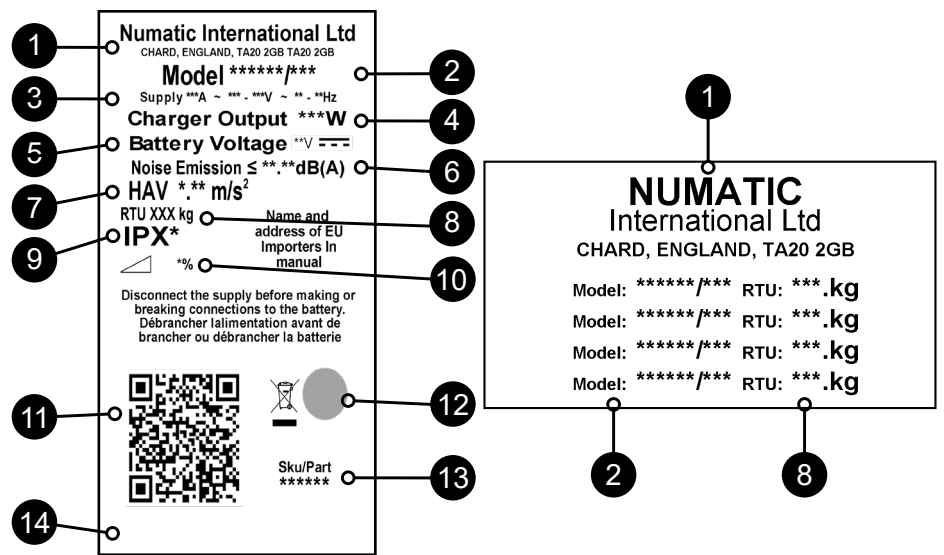 1
Numatic International Ltd
CHARD, ENGLAND, TA20 2GB TA20 2GB
Model ******/***
2
3
Supply ***A ~ *** - ***V ~ ** - **Hz
Charger Output ***W
4
5
Battery Voltage **V
Noise Emission ≤ **.**dB(A)
6
7
HAV *.** m/s²
RTU XXX kg
8
9
IPX*
Name and
address of EU
Importers In
manual
*%
10
Disconnect the supply before making or
breaking connections to the battery.
Débrancher lalimentation avant de
brancher ou débrancher la batterie
11
12
Sku/Part
******
13
14
1
NUMATIC
International Ltd
CHARD, ENGLAND, TA20 2GB
Model: ******/*** RTU: ***.kg
Model: ******/*** RTU: ***.kg
Model: ******/*** RTU: ***.kg
Model: ******/*** RTU: ***.kg
2
8